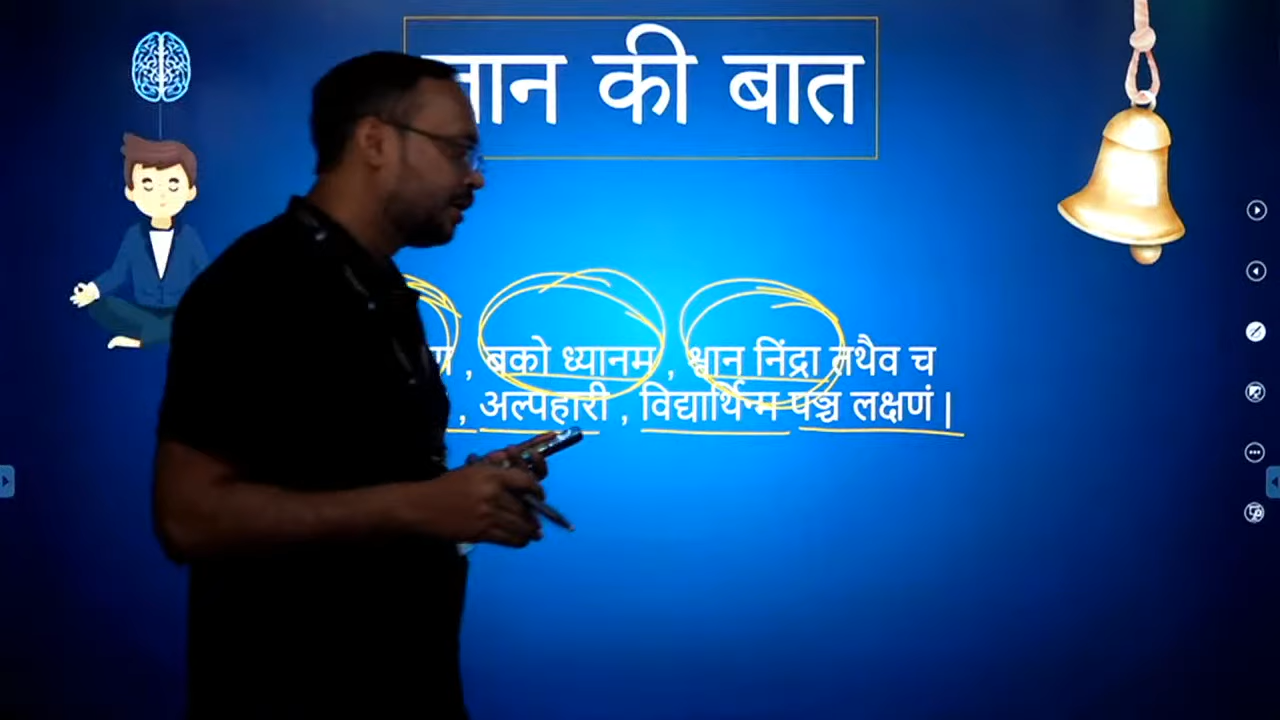 की बात
, बको ध्यानम , श्वान निंद्रा तथैव च
, अल्पहारी , विद्यार्थिन्म पञ्च लक्षणं |